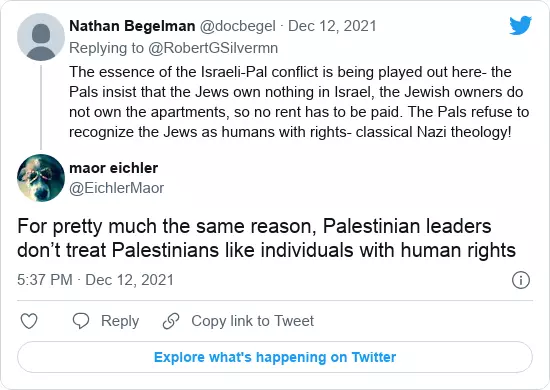 Nathan Begelman @docbegel · Dec 12, 2021
Replying to @RobertGSilvermn
The essence of the Israeli-Pal conflict is being played out here- the
Pals insist that the Jews own nothing in Israel, the Jewish owners do
not own the apartments, so no rent has to be paid. The Pals refuse to
recognize the Jews as humans with rights- classical Nazi theology!
maor eichler
@EichlerMaor
For pretty much the same reason, Palestinian leaders
don’t treat Palestinians like individuals with human rights
5:37 PM · Dec 12, 2021
Reply Copy link to Tweet
Explore what's happening on Twitter